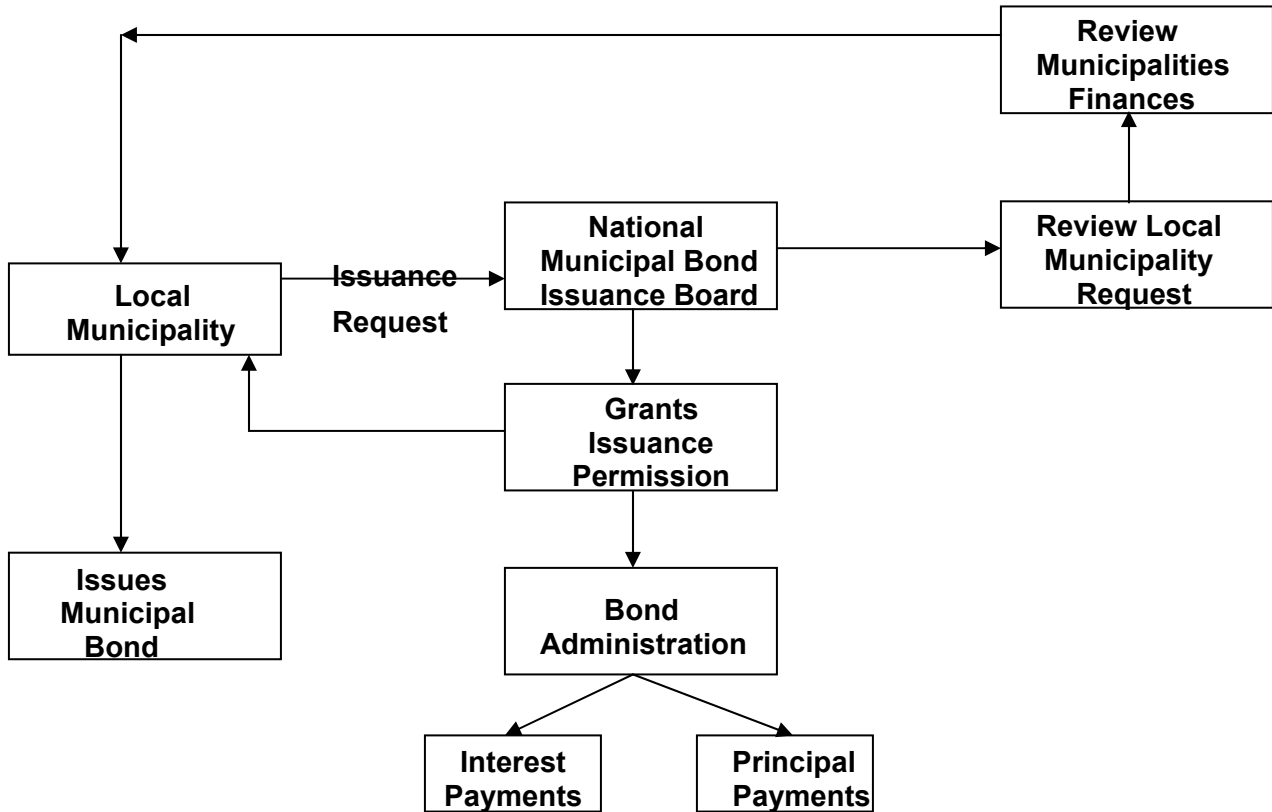 Review
Municipalities
Finances
National
Municipal Bond
Issuance Board
Review Local
Municipality
Request
Local
Municipality
Issuance
Request
Grants
Issuance
Permission
Issues
Municipal
Bond
Bond
Administration
Interest
Payments
Principal
Payments